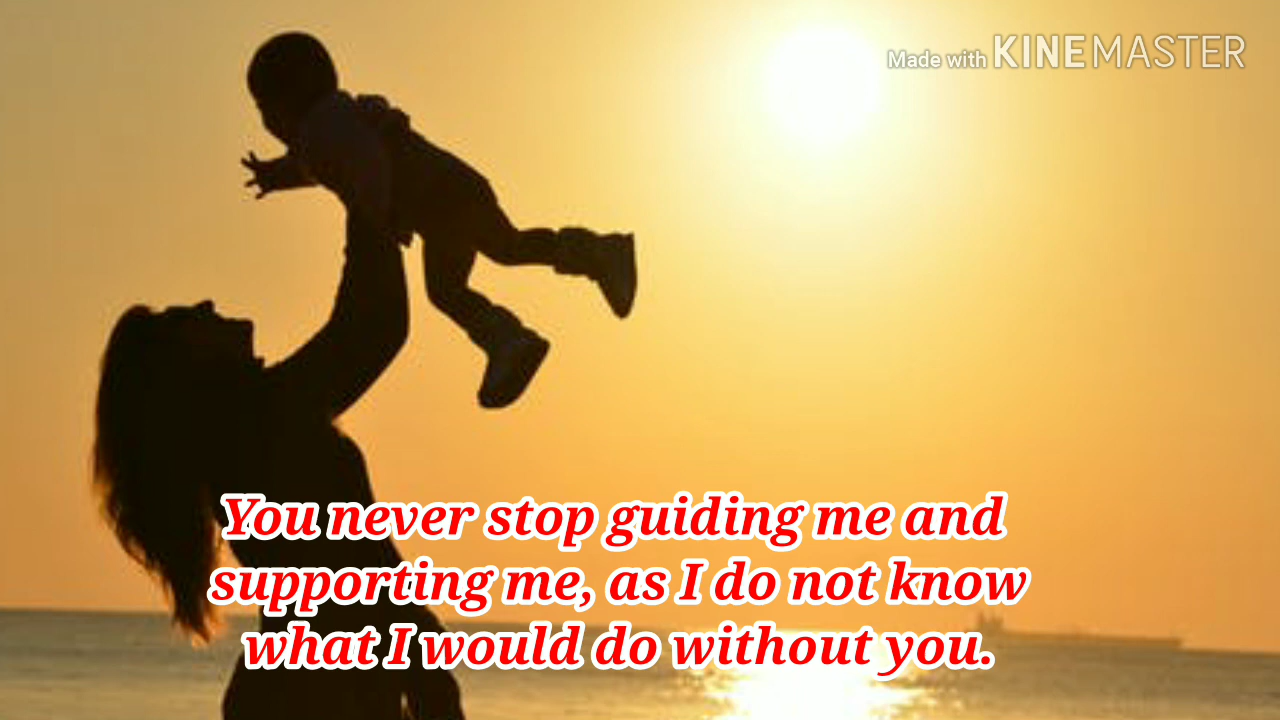 Made with KINEMASTER
You never stop guiding me and
supporting me, as I do not know
what I would do without you.